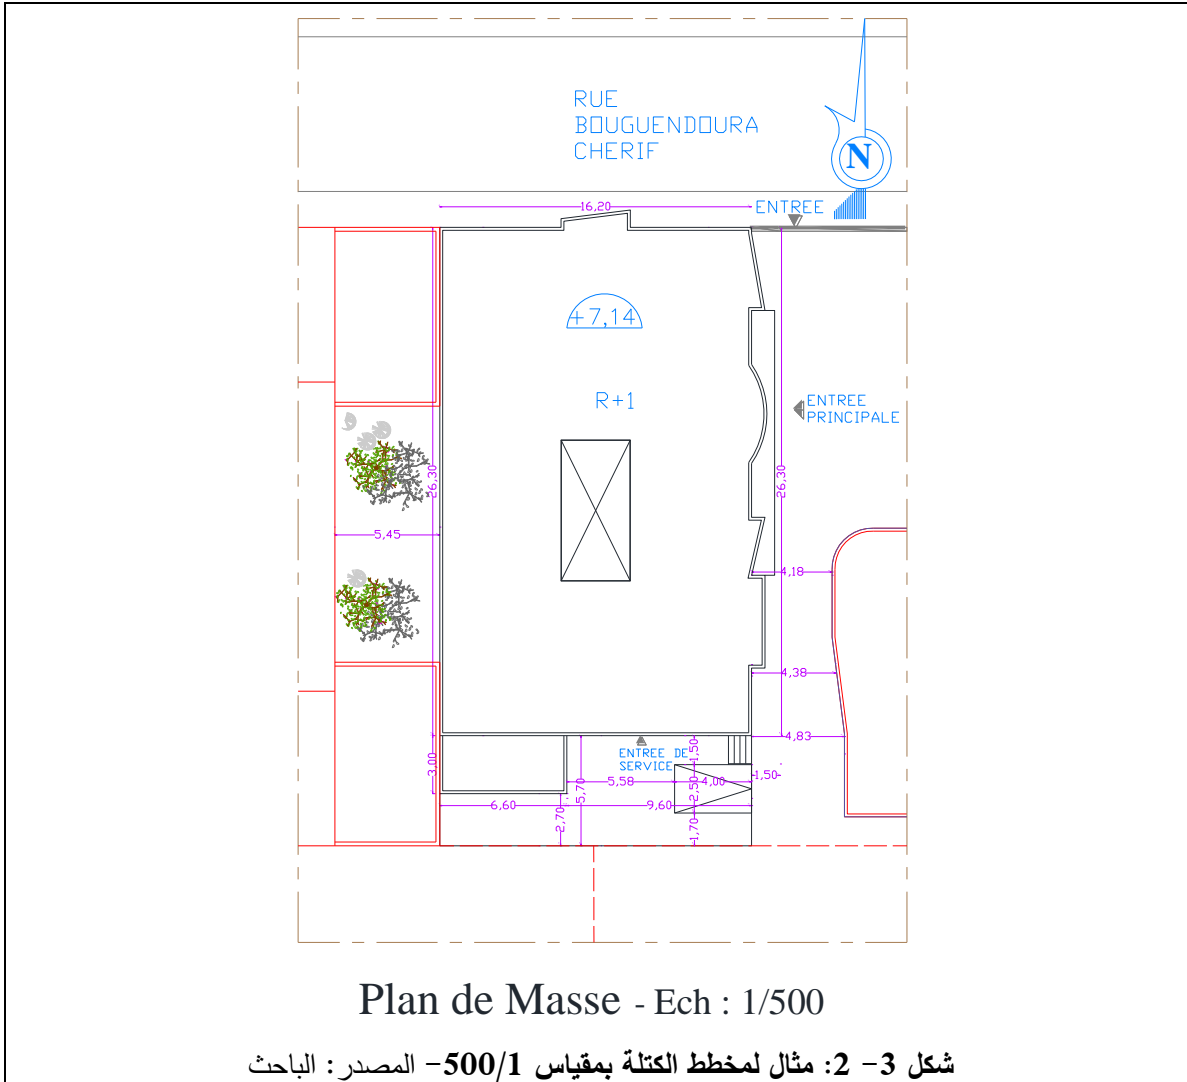 RUE
BOUGUENDOURA
CHERIF
N
16,20
ENTREE
+7,14
R+1
ENTREE
PRINCIPALE
26,30
26,30
5,45
4,18
4,38
4,83
ENTREE DE
SERVICE
1,50
3,00
5,58
5,70
2,50
4,00
1,50
6,60
9,60
2,70
1,70
Plan de Masse - Ech : 1/500
شكل 3- 2: مثال لمخطط الكتلة بمقياس 500/1- المصدر: الباحث